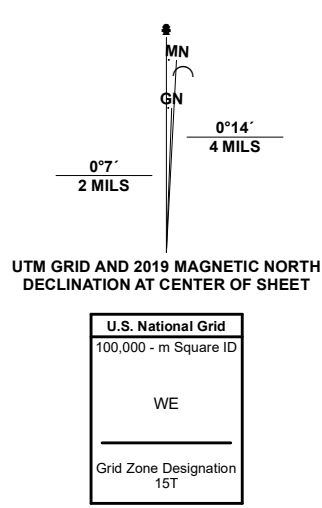 MN
GN
0°14´
4 MILS
0°7´
2 MILS
UTM GRID AND 2019 MAGNETIC NORTH
DECLINATION AT CENTER OF SHEET
U.S. National Grid
100,000 - m Square ID
WE
Grid Zone Designation
15T